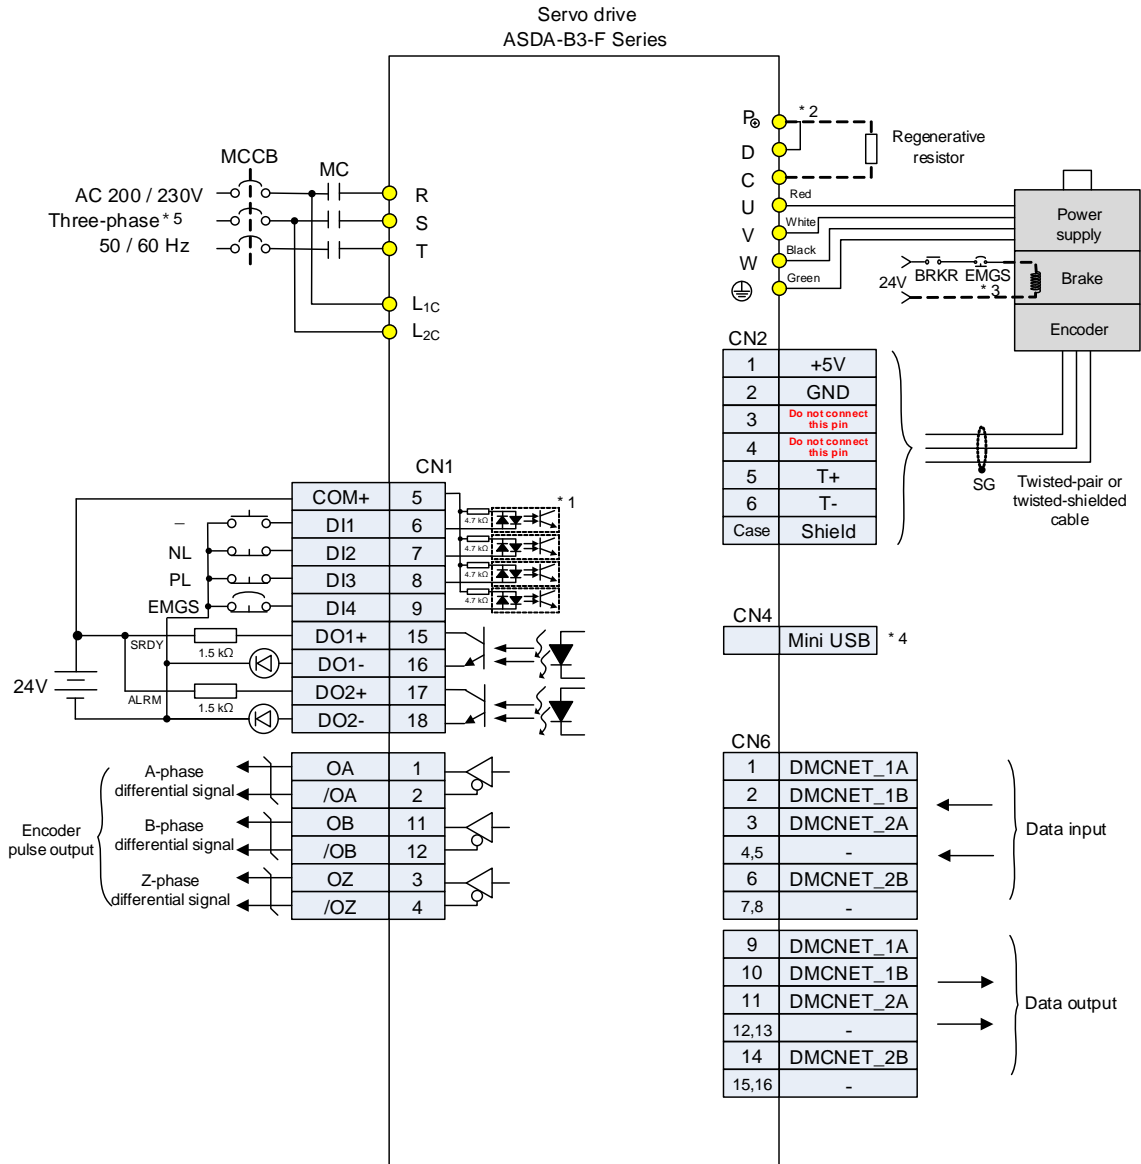 Servo drive
ASDA-B3-F Series
MCCB
MC
AC 200 / 230V
Three-phase * 5
50 / 60 Hz
R
S
T
L1C
L2C
P⊕
* 2
D
C
U
V
W
Regenerative
resistor
Red
White
Black
Green
24V
BRKR EMGS
* 3
Power
supply
Brake
Encoder
CN2
1 +5V
2 GND
3 Do not connect
this pin
4 Do not connect
this pin
5 T+
6 T-
Case Shield
SG
Twisted-pair or
twisted-shielded
cable
CN1
COM+ 5
– DI1 6
NL DI2 7
PL DI3 8
EMGS DI4 9
SRDY 1.5 kΩ DO1+ 15
DO1- 16
ALRM 1.5 kΩ DO2+ 17
DO2- 18
24V
* 1
4.7 kΩ
4.7 kΩ
4.7 kΩ
4.7 kΩ
CN4
Mini USB * 4
Encoder
pulse output
A-phase
differential signal
B-phase
differential signal
Z-phase
differential signal
OA 1
/OA 2
OB 11
/OB 12
OZ 3
/OZ 4
CN6
1 DMCNET_1A
2 DMCNET_1B
3 DMCNET_2A
4,5 -
6 DMCNET_2B
7,8 -
Data input
9 DMCNET_1A
10 DMCNET_1B
11 DMCNET_2A
12,13 -
14 DMCNET_2B
15,16 -
Data output